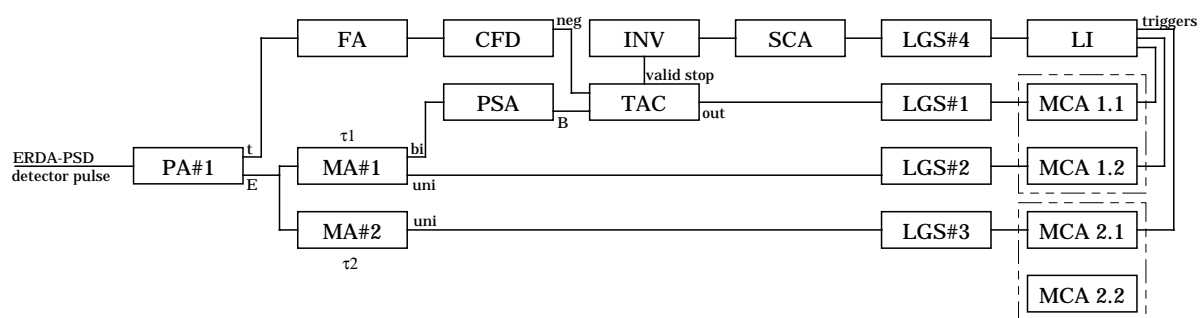 neg
triggers
FA
CFD
INV
SCA
LGS#4
LI
valid stop
PSA
TAC
LGS#1
MCA 1.1
B
out
τ1
t
bi
ERDA-PSD
detector pulse
PA#1
MA#1
LGS#2
MCA 1.2
E
uni
uni
MA#2
LGS#3
MCA 2.1
τ2
MCA 2.2